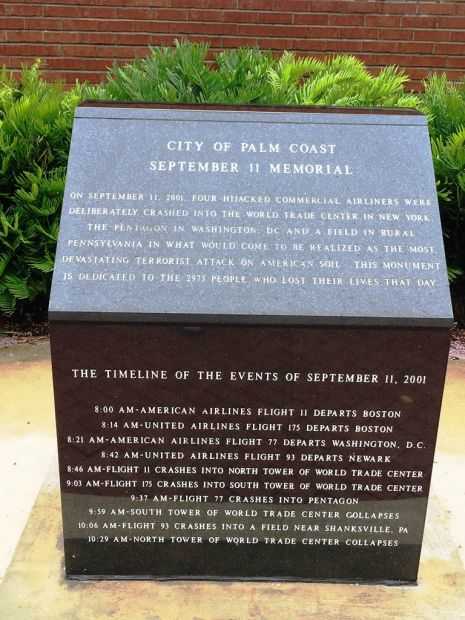 CITY OF PALM COAST
SEPTEMBER 11 MEMORIAL
ON SEPTEMBER 11, 2001, FOUR HIJACKED COMMERCIAL AIRLINERS WERE
DELIBERATELY CRASHED INTO THE WORLD TRADE CENTER IN NEW YORK,
THE PENTAGON IN WASHINGTON, DC AND A FIELD IN RURAL
PENNSYLVANIA IN WHAT WOULD COME TO BE REALIZED AS THE MOST
DEVASTATING TERRORIST ATTACK ON AMERICAN SOIL. THIS MONUMENT
IS DEDICATED TO THE 2975 PEOPLE WHO LOST THEIR LIVES THAT DAY.
THE TIMELINE OF THE EVENTS OF SEPTEMBER 11, 2001
8:00 AM-AMERICAN AIRLINES FLIGHT 11 DEPARTS BOSTON
8:14 AM-UNITED AIRLINES FLIGHT 175 DEPARTS BOSTON
8:21 AM-AMERICAN AIRLINES FLIGHT 77 DEPARTS WASHINGTON, D.C.
8:42 AM-UNITED AIRLINES FLIGHT 93 DEPARTS NEWARK
8:46 AM-FLIGHT 11 CRASHES INTO NORTH TOWER OF WORLD TRADE CENTER
9:03 AM-FLIGHT 175 CRASHES INTO SOUTH TOWER OF WORLD TRADE CENTER
9:37 AM-FLIGHT 77 CRASHES INTO PENTAGON
9:59 AM-SOUTH TOWER OF WORLD TRADE CENTER COLLAPSES
10:06 AM-FLIGHT 93 CRASHES INTO A FIELD NEAR SHANKSVILLE, PA
10:29 AM-NORTH TOWER OF WORLD TRADE CENTER COLLAPSES